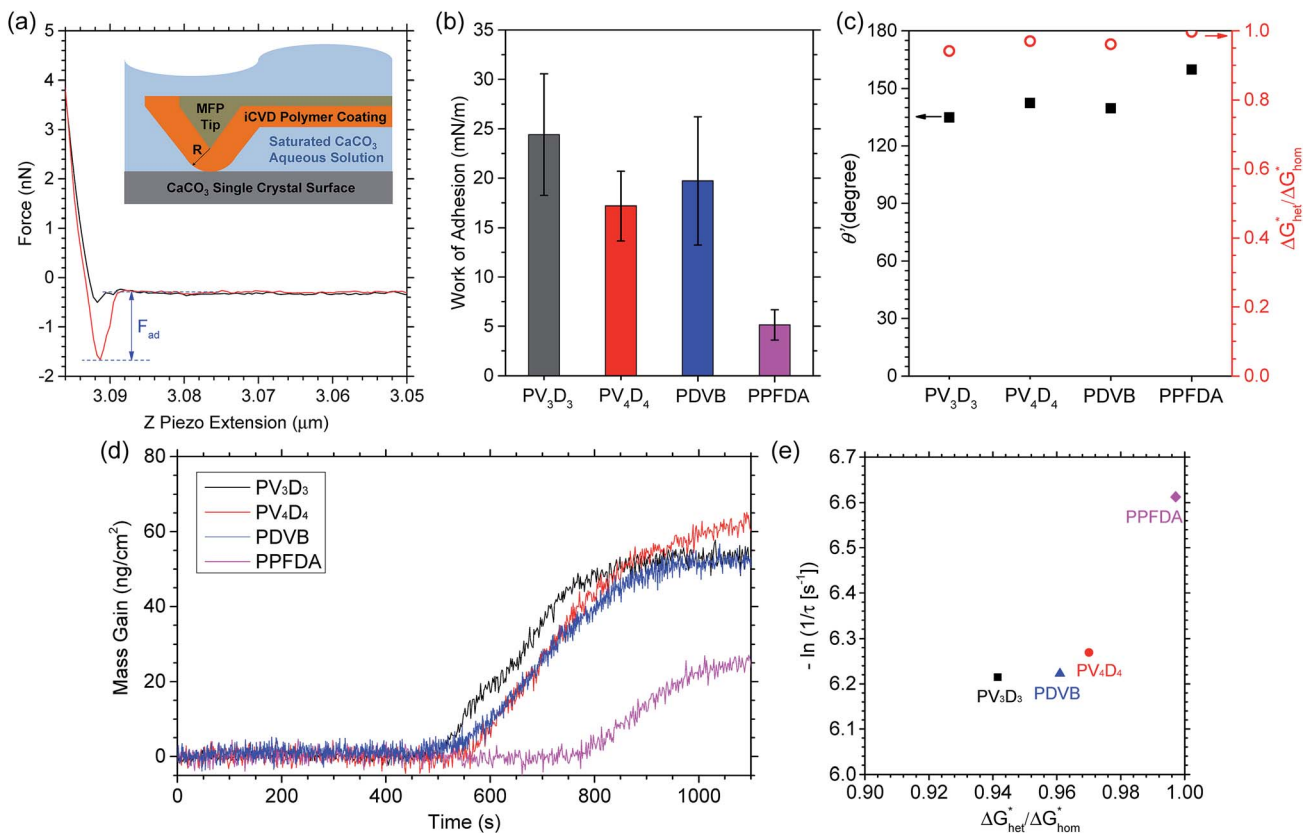 (a)
5
4
3
2
1
0
-1
-2
Force (nN)
3.09
3.08
3.07
3.06
3.05
Z Piezo Extension (μm)
MFP
Tip
iCVD Polymer Coating
R
Saturated CaCO₃
Aqueous Solution
CaCO₃ Single Crystal Surface
F_ad
(b)
35
30
25
20
15
10
5
0
Work of Adhesion (mN/m)
PV₃D₃
PV₄D₄
PDVB
PPFDA
(c)
180
150
120
90
60
30
0
θ'(degree)
1.0
0.8
0.6
0.4
0.2
0.0
ΔG*het/ΔG*hom
PV₃D₃
PV₄D₄
PDVB
PPFDA
(d)
80
60
40
20
0
Mass Gain (ng/cm²)
PV₃D₃
PV₄D₄
PDVB
PPFDA
0
200
400
600
800
1000
Time (s)
(e)
6.7
6.6
6.5
6.4
6.3
6.2
6.1
6.0
- ln (1/τ [s⁻¹])
PPFDA
PV₄D₄
PDVB
PV₃D₃
0.90
0.92
0.94
0.96
0.98
1.00
ΔG*het/ΔG*hom